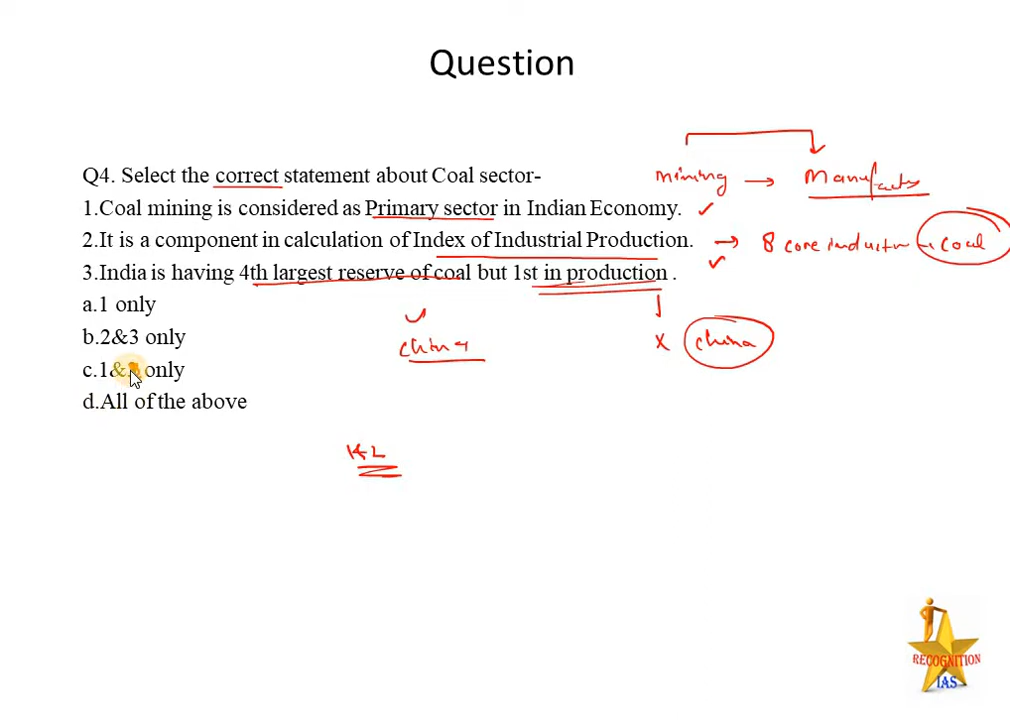 Question
Q4. Select the correct statement about Coal sector-
mining → Manufacts
1.Coal mining is considered as Primary sector in Indian Economy. ✓
2.It is a component in calculation of Index of Industrial Production. → 8 core industr coal
3.India is having 4th largest reserve of coal but 1st in production . ✓
a.1 only
b.2&3 only
china x china
c.1& only
d.All of the above
1&2
RECOGNITION
IAS